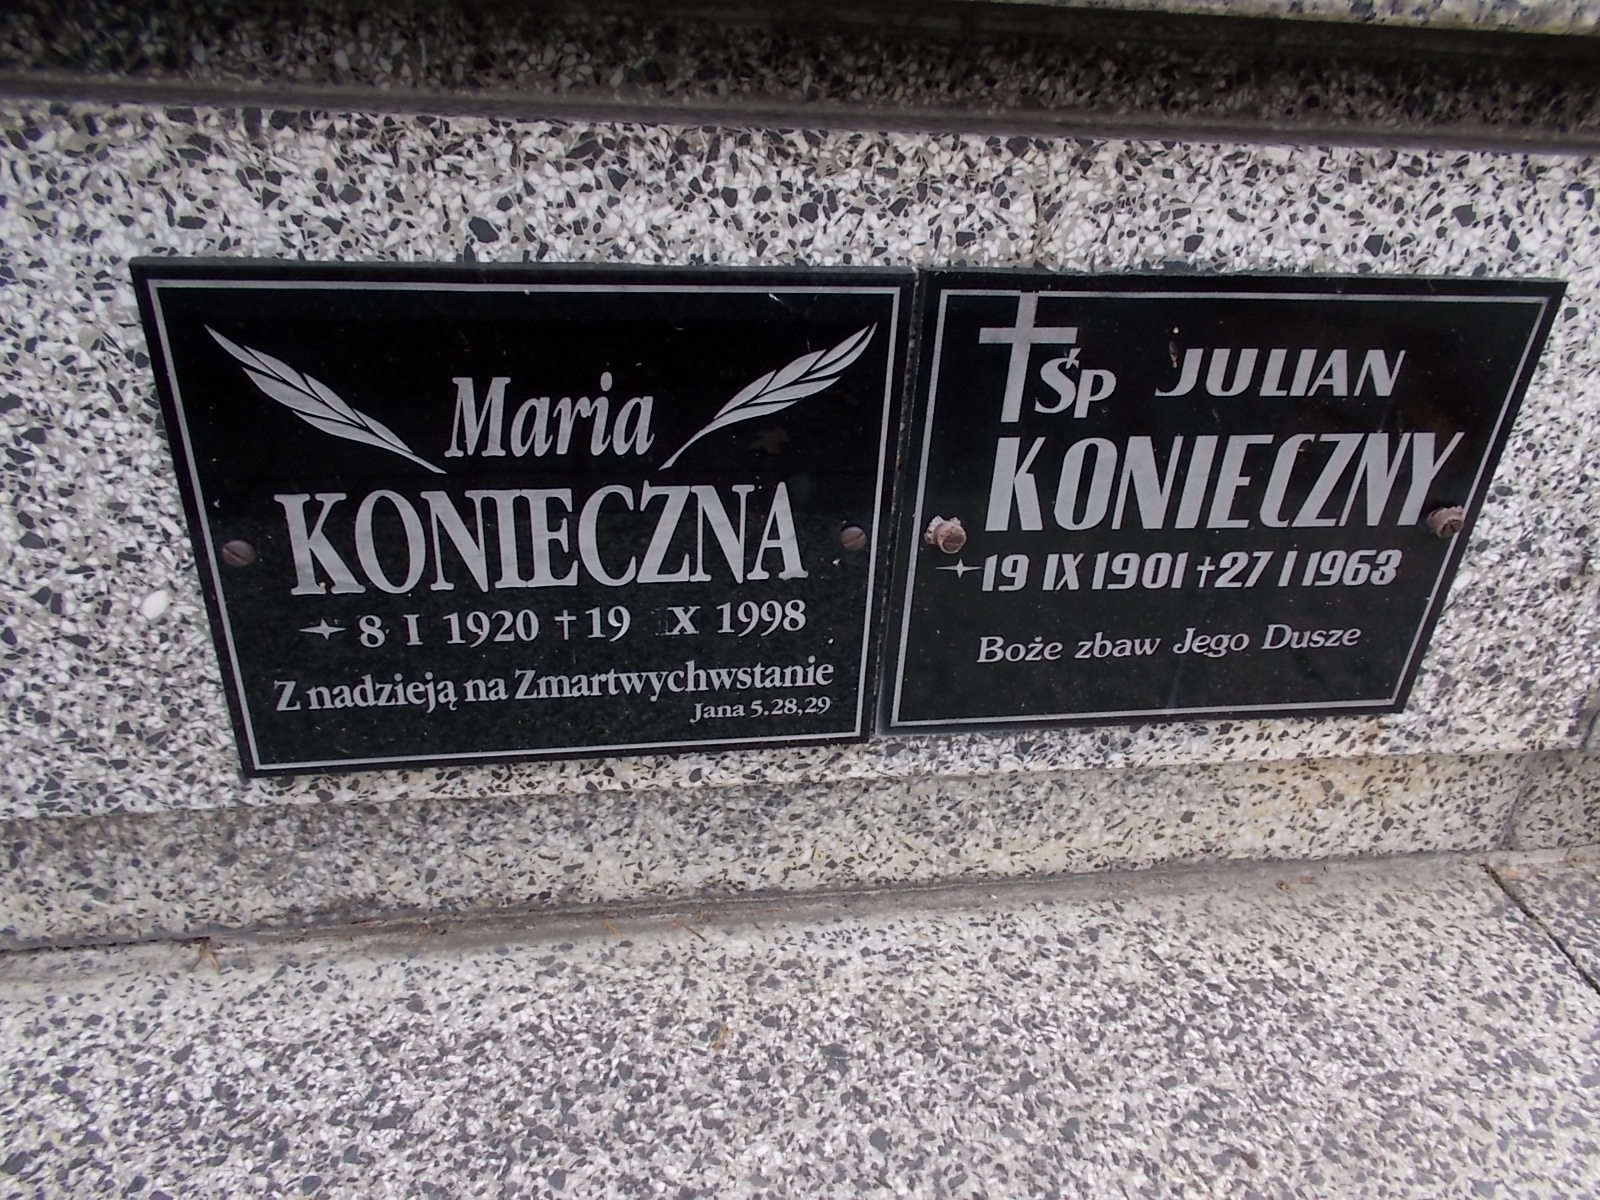 Maria
KONIECZNA
8 I 1920 † 19 X 1998
Z nadzieją na Zmartwychwstanie
Jana 5.28,29
ŚP JULIAN
KONIECZNY
19 IX 1901 † 27 I 1963
Boże zbaw Jego Dusze